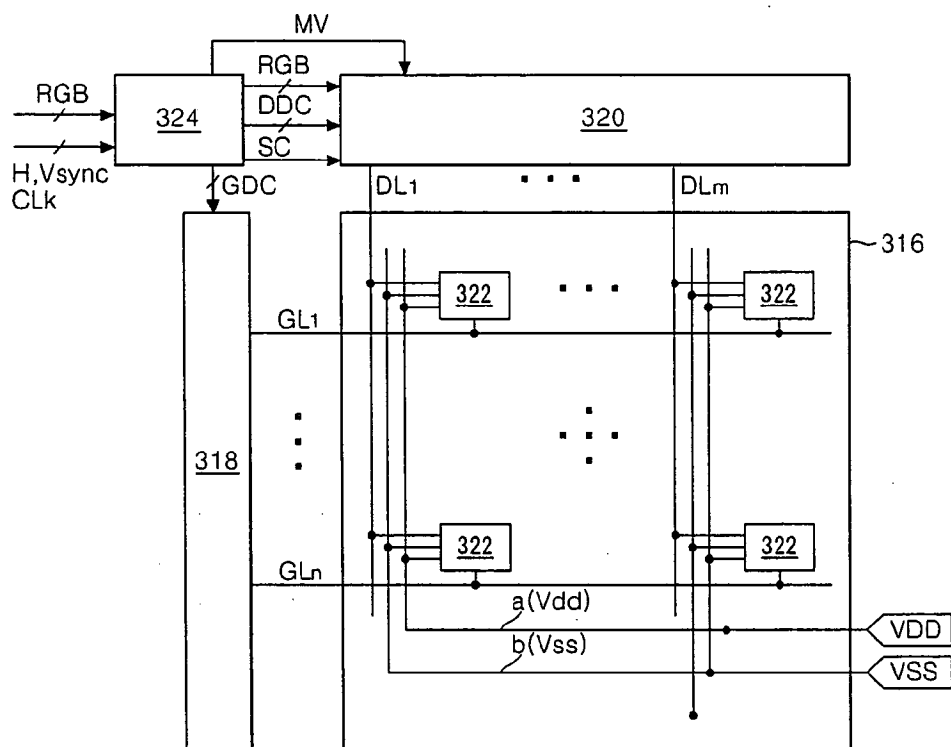 MV
RGB
RGB
324
DDC
320
SC
H,Vsync
CLk
GDC
DL1
DLm
316
322
322
GL1
318
322
322
GLn
a(Vdd)
VDD
b(Vss)
VSS